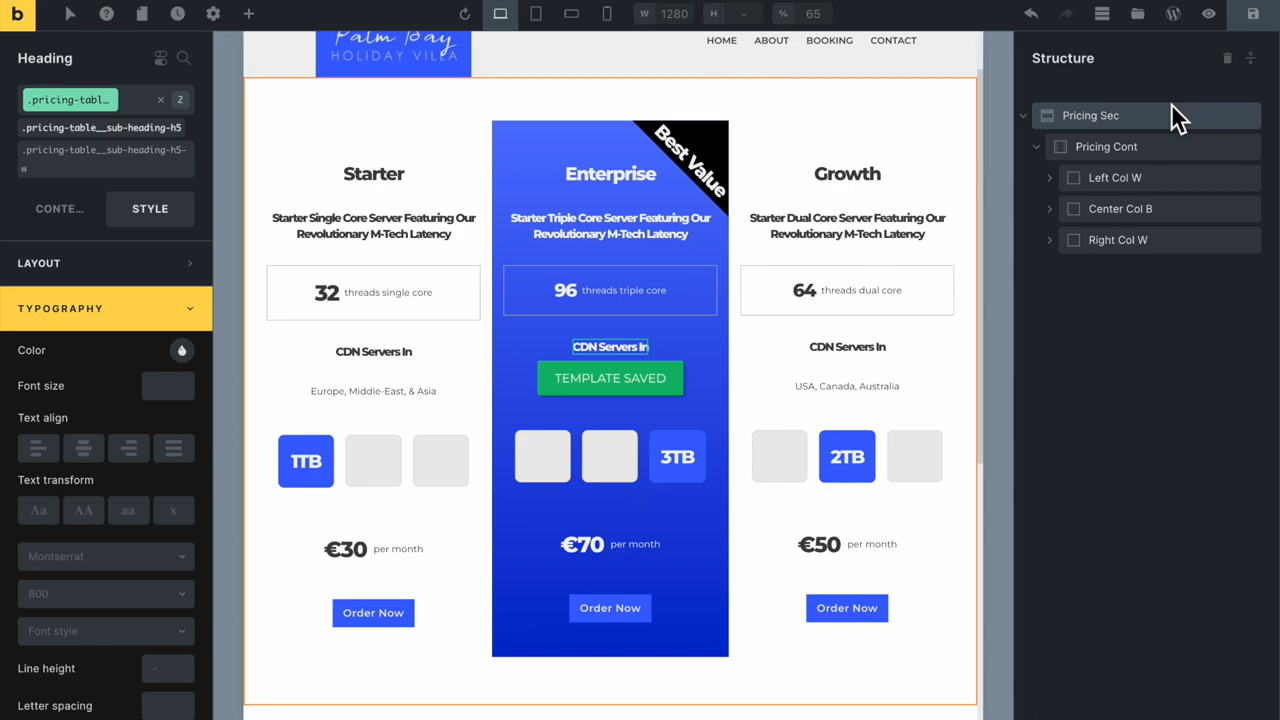 b
W 1280 H - % 65
Heading
.pricing-tabl… × 2
.pricing-table__sub-heading-h5
.pricing-table__sub-heading-h5-
w
CONTE… STYLE
LAYOUT
TYPOGRAPHY
Color
Font size
Text align
Text transform
Aa AA aa x
Montserrat
800
Font style
Line height -
Letter spacing
Palm Bay
HOLIDAY VILLA
HOME ABOUT BOOKING CONTACT
Starter
Starter Single Core Server Featuring Our
Revolutionary M-Tech Latency
32 threads single core
CDN Servers In
Europe, Middle-East, & Asia
1TB
€30 per month
Order Now
Best Value
Enterprise
Starter Triple Core Server Featuring Our
Revolutionary M-Tech Latency
96 threads triple core
CDN Servers In
TEMPLATE SAVED
3TB
€70 per month
Order Now
Growth
Starter Dual Core Server Featuring Our
Revolutionary M-Tech Latency
64 threads dual core
CDN Servers In
USA, Canada, Australia
2TB
€50 per month
Order Now
Structure
Pricing Sec
Pricing Cont
Left Col W
Center Col B
Right Col W